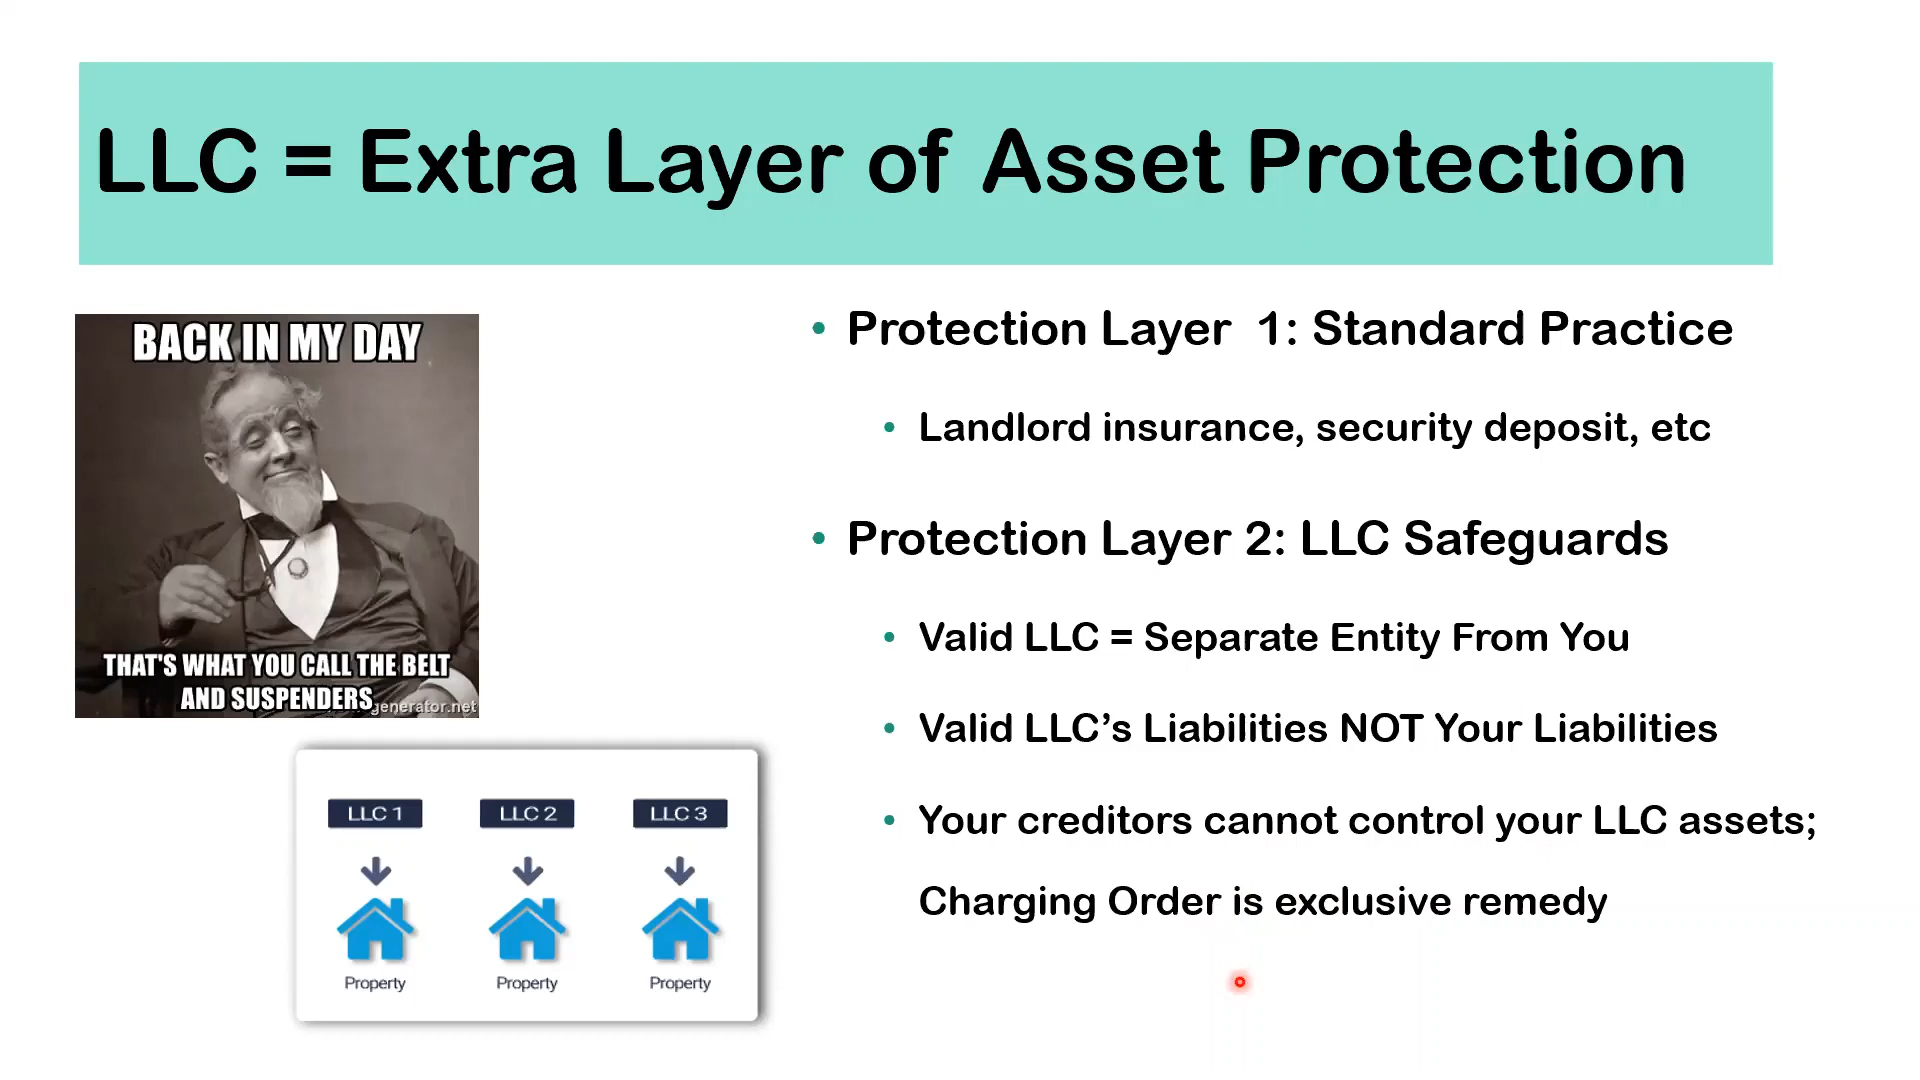 LLC = Extra Layer of Asset Protection
BACK IN MY DAY
THAT'S WHAT YOU CALL THE BELT
AND SUSPENDERS
generator.net
• Protection Layer 1: Standard Practice
• Landlord insurance, security deposit, etc
• Protection Layer 2: LLC Safeguards
• Valid LLC = Separate Entity From You
• Valid LLC’s Liabilities NOT Your Liabilities
• Your creditors cannot control your LLC assets;
Charging Order is exclusive remedy
LLC 1 LLC 2 LLC 3
Property Property Property